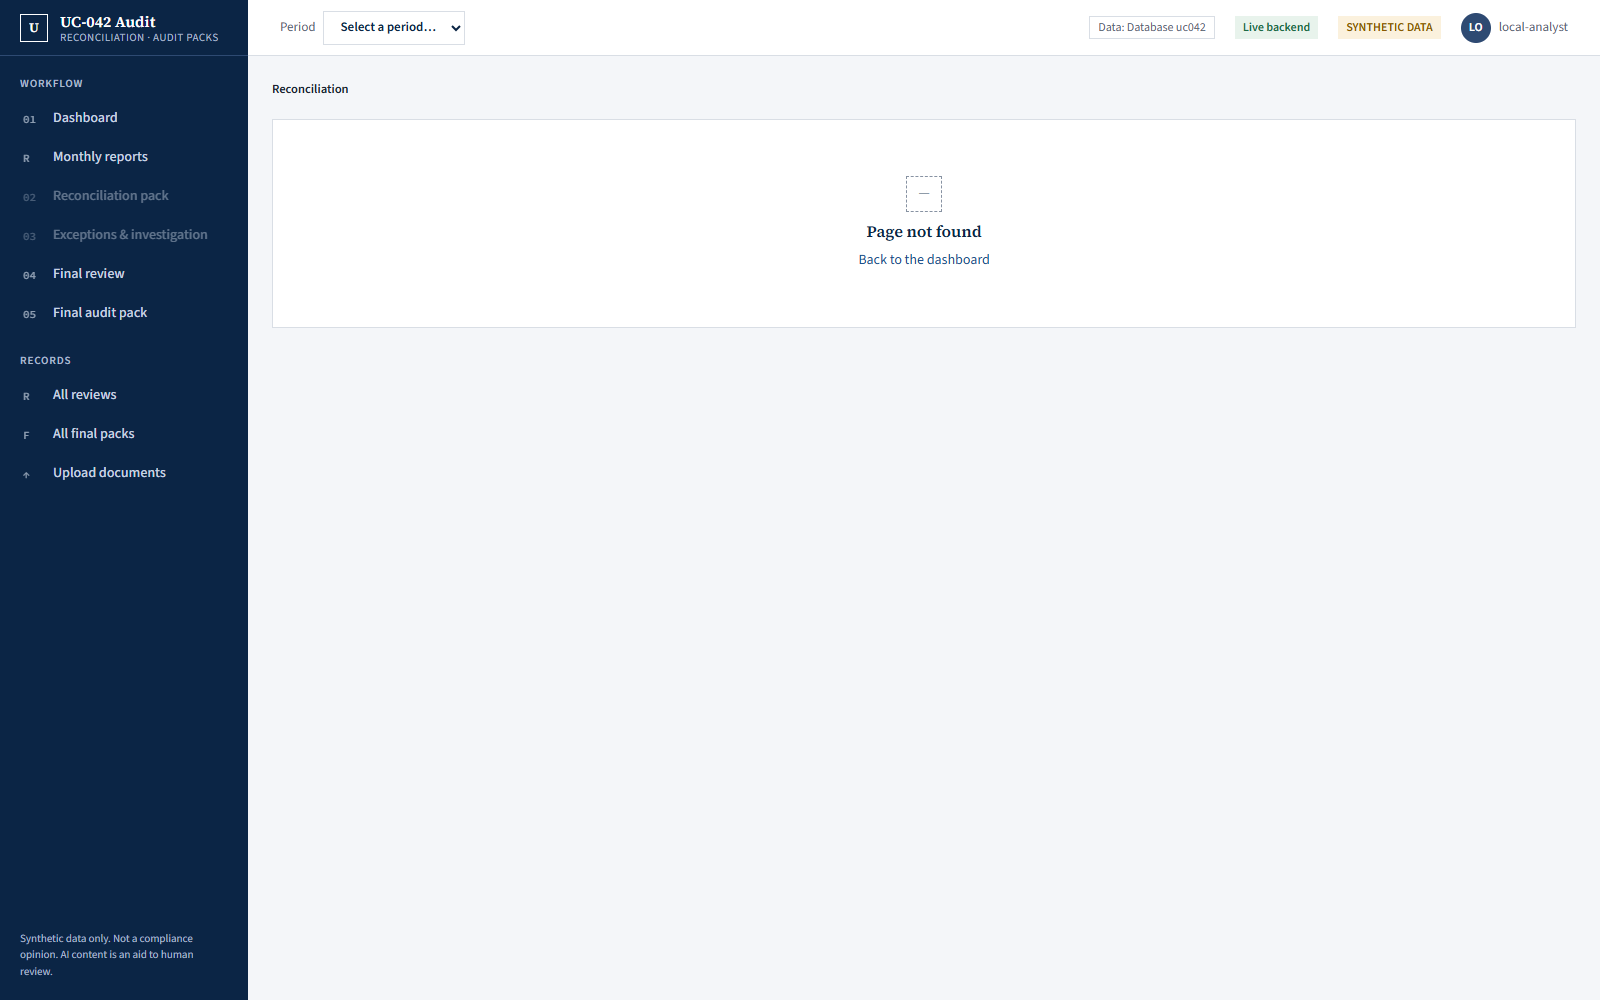 U
UC-042 Audit
RECONCILIATION · AUDIT PACKS
Period
Select a period...
Data: Database uc042
Live backend
SYNTHETIC DATA
LO
local-analyst
WORKFLOW
01 Dashboard
R Monthly reports
02 Reconciliation pack
03 Exceptions & investigation
04 Final review
05 Final audit pack
RECORDS
R All reviews
F All final packs
↑ Upload documents
Synthetic data only. Not a compliance
opinion. AI content is an aid to human
review.
Reconciliation
—
Page not found
Back to the dashboard